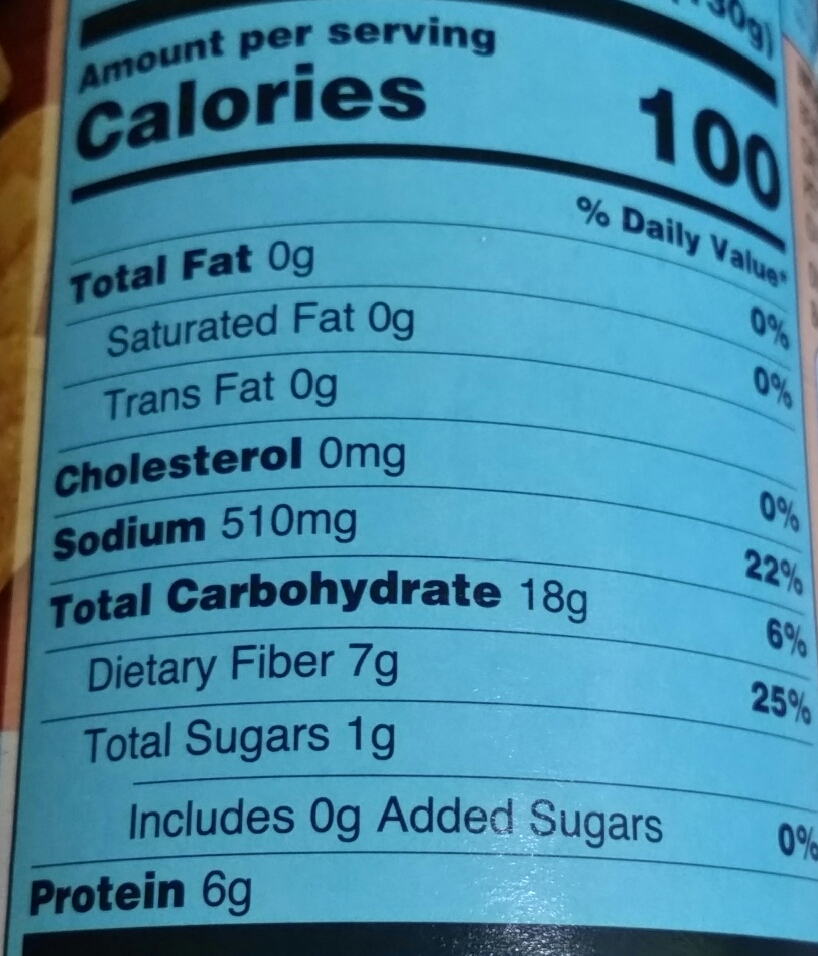 30g)
Amount per serving
Calories 100
% Daily Value*
Total Fat 0g 0%
Saturated Fat 0g 0%
Trans Fat 0g
Cholesterol 0mg 0%
Sodium 510mg 22%
Total Carbohydrate 18g 6%
Dietary Fiber 7g 25%
Total Sugars 1g
Includes 0g Added Sugars 0%
Protein 6g